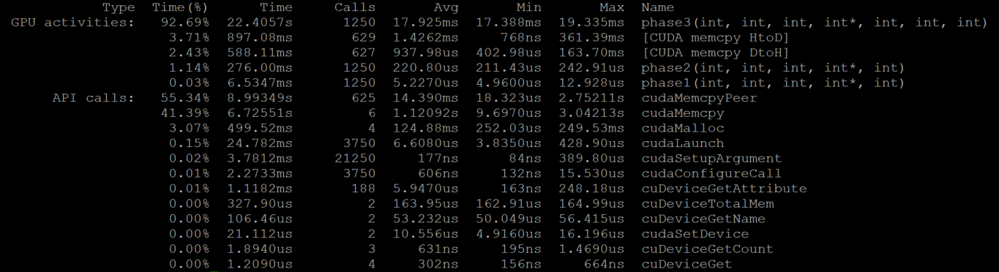 Type Time(%) Time Calls Avg Min Max Name
GPU activities: 92.69% 22.4057s 1250 17.925ms 17.388ms 19.335ms phase3(int, int, int, int*, int, int, int)
3.71% 897.08ms 629 1.4262ms 768ns 361.39ms [CUDA memcpy HtoD]
2.43% 588.11ms 627 937.98us 402.98us 163.70ms [CUDA memcpy DtoH]
1.14% 276.00ms 1250 220.80us 211.43us 242.91us phase2(int, int, int, int*, int)
0.03% 6.5347ms 1250 5.2270us 4.9600us 12.928us phase1(int, int, int, int*, int)
API calls: 55.34% 8.99349s 625 14.390ms 18.323us 2.75211s cudaMemcpyPeer
41.39% 6.72551s 6 1.12092s 9.6970us 3.04213s cudaMemcpy
3.07% 499.52ms 4 124.88ms 252.03us 249.53ms cudaMalloc
0.15% 24.782ms 3750 6.6080us 3.8350us 428.90us cudaLaunch
0.02% 3.7812ms 21250 177ns 84ns 389.80us cudaSetupArgument
0.01% 2.2733ms 3750 606ns 132ns 15.530us cudaConfigureCall
0.01% 1.1182ms 188 5.9470us 163ns 248.18us cuDeviceGetAttribute
0.00% 327.90us 2 163.95us 162.91us 164.99us cuDeviceTotalMem
0.00% 106.46us 2 53.232us 50.049us 56.415us cuDeviceGetName
0.00% 21.112us 2 10.556us 4.9160us 16.196us cudaSetDevice
0.00% 1.8940us 3 631ns 195ns 1.4690us cuDeviceGetCount
0.00% 1.2090us 4 302ns 156ns 664ns cuDeviceGet